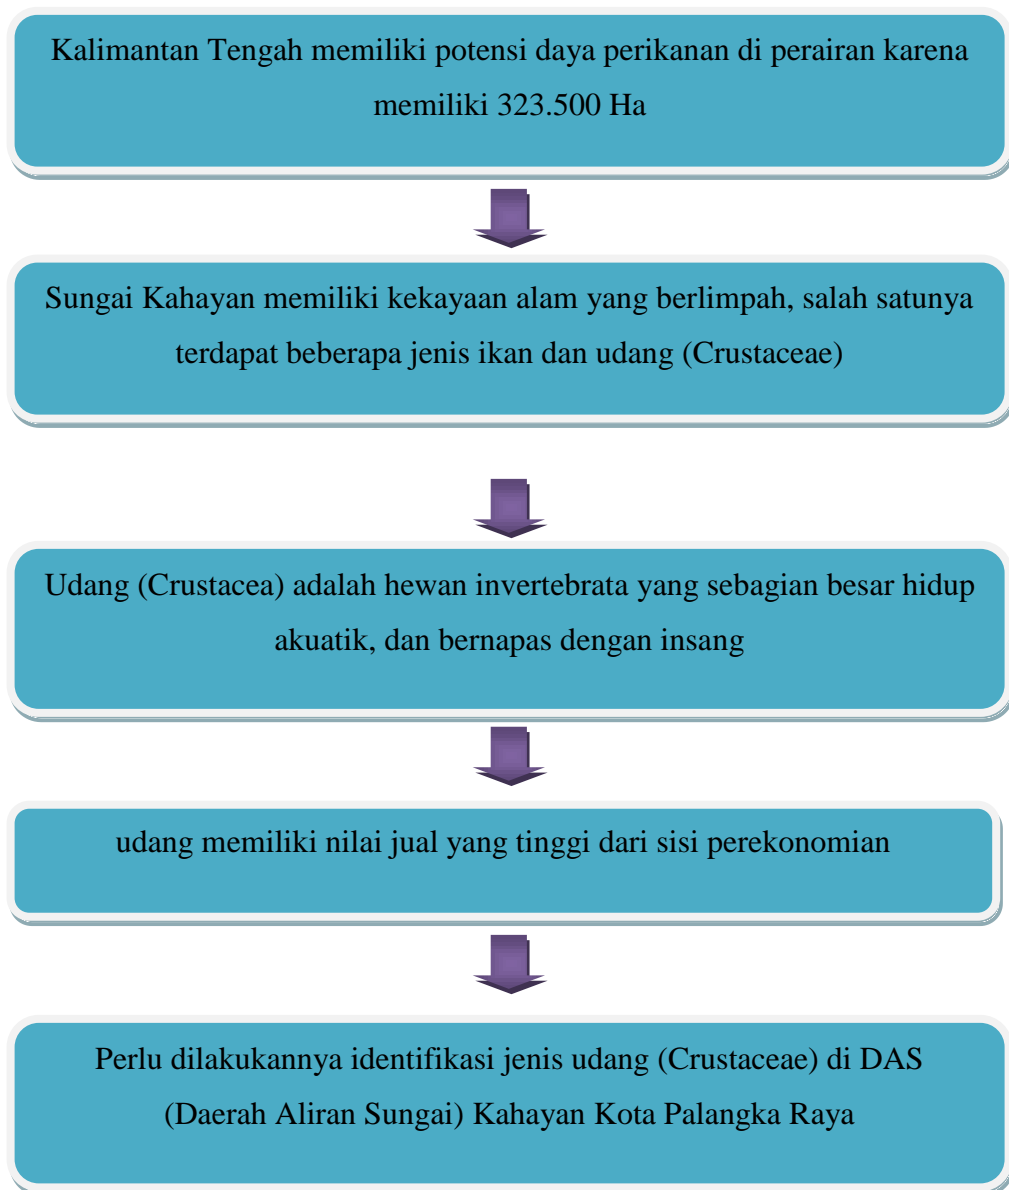 Kalimantan Tengah memiliki potensi daya perikanan di perairan karena
memiliki 323.500 Ha
Sungai Kahayan memiliki kekayaan alam yang berlimpah, salah satunya
terdapat beberapa jenis ikan dan udang (Crustaceae)
Udang (Crustacea) adalah hewan invertebrata yang sebagian besar hidup
akuatik, dan bernapas dengan insang
udang memiliki nilai jual yang tinggi dari sisi perekonomian
Perlu dilakukannya identifikasi jenis udang (Crustaceae) di DAS
(Daerah Aliran Sungai) Kahayan Kota Palangka Raya